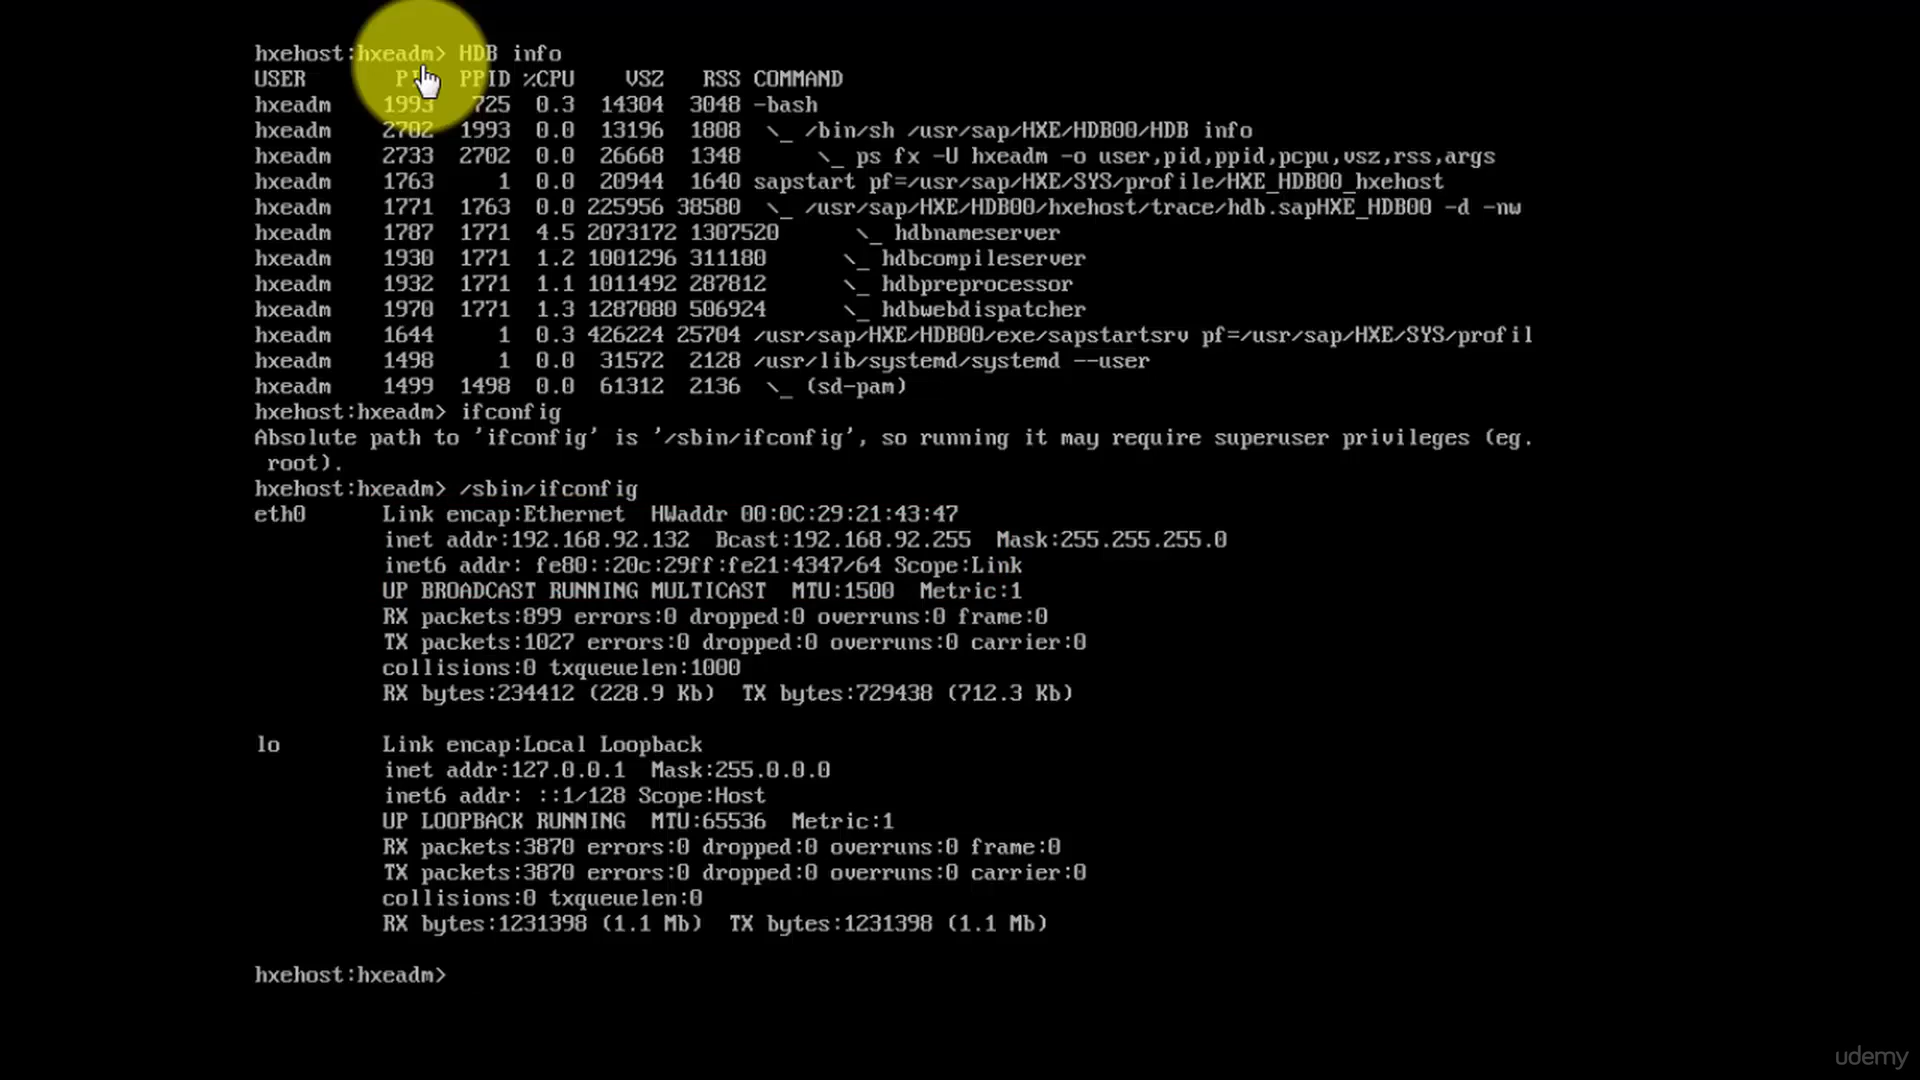 hxehost:hxeadm> HDB info
USER PID PPID %CPU VSZ RSS COMMAND
hxeadm 1993 725 0.3 14304 3048 -bash
hxeadm 2702 1993 0.0 13196 1808 \_ /bin/sh /usr/sap/HXE/HDB00/HDB info
hxeadm 2733 2702 0.0 26668 1348 \_ ps fx -U hxeadm -o user,pid,ppid,pcpu,vsz,rss,args
hxeadm 1763 1 0.0 20944 1640 sapstart pf=/usr/sap/HXE/SYS/profile/HXE_HDB00_hxehost
hxeadm 1771 1763 0.0 225956 38580 \_ /usr/sap/HXE/HDB00/hxehost/trace/hdb.sapHXE_HDB00 -d -nw
hxeadm 1787 1771 4.5 2073172 1307520 \_ hdbnameserver
hxeadm 1930 1771 1.2 1001296 311180 \_ hdbcompileserver
hxeadm 1932 1771 1.1 1011492 287812 \_ hdbpreprocessor
hxeadm 1970 1771 1.3 1287080 506924 \_ hdbwebdispatcher
hxeadm 1644 1 0.3 426224 25704 /usr/sap/HXE/HDB00/exe/sapstartsrv pf=/usr/sap/HXE/SYS/profil
hxeadm 1498 1 0.0 31572 2128 /usr/lib/systemd/systemd --user
hxeadm 1499 1498 0.0 61312 2136 \_ (sd-pam)
hxehost:hxeadm> ifconfig
Absolute path to 'ifconfig' is '/sbin/ifconfig', so running it may require superuser privileges (eg.
root).
hxehost:hxeadm> /sbin/ifconfig
eth0 Link encap:Ethernet HWaddr 00:0C:29:21:43:47
inet addr:192.168.92.132 Bcast:192.168.92.255 Mask:255.255.255.0
inet6 addr: fe80::20c:29ff:fe21:4347/64 Scope:Link
UP BROADCAST RUNNING MULTICAST MTU:1500 Metric:1
RX packets:899 errors:0 dropped:0 overruns:0 frame:0
TX packets:1027 errors:0 dropped:0 overruns:0 carrier:0
collisions:0 txqueuelen:1000
RX bytes:234412 (228.9 Kb) TX bytes:729438 (712.3 Kb)
lo Link encap:Local Loopback
inet addr:127.0.0.1 Mask:255.0.0.0
inet6 addr: ::1/128 Scope:Host
UP LOOPBACK RUNNING MTU:65536 Metric:1
RX packets:3870 errors:0 dropped:0 overruns:0 frame:0
TX packets:3870 errors:0 dropped:0 overruns:0 carrier:0
collisions:0 txqueuelen:0
RX bytes:1231398 (1.1 Mb) TX bytes:1231398 (1.1 Mb)
hxehost:hxeadm>
udemy